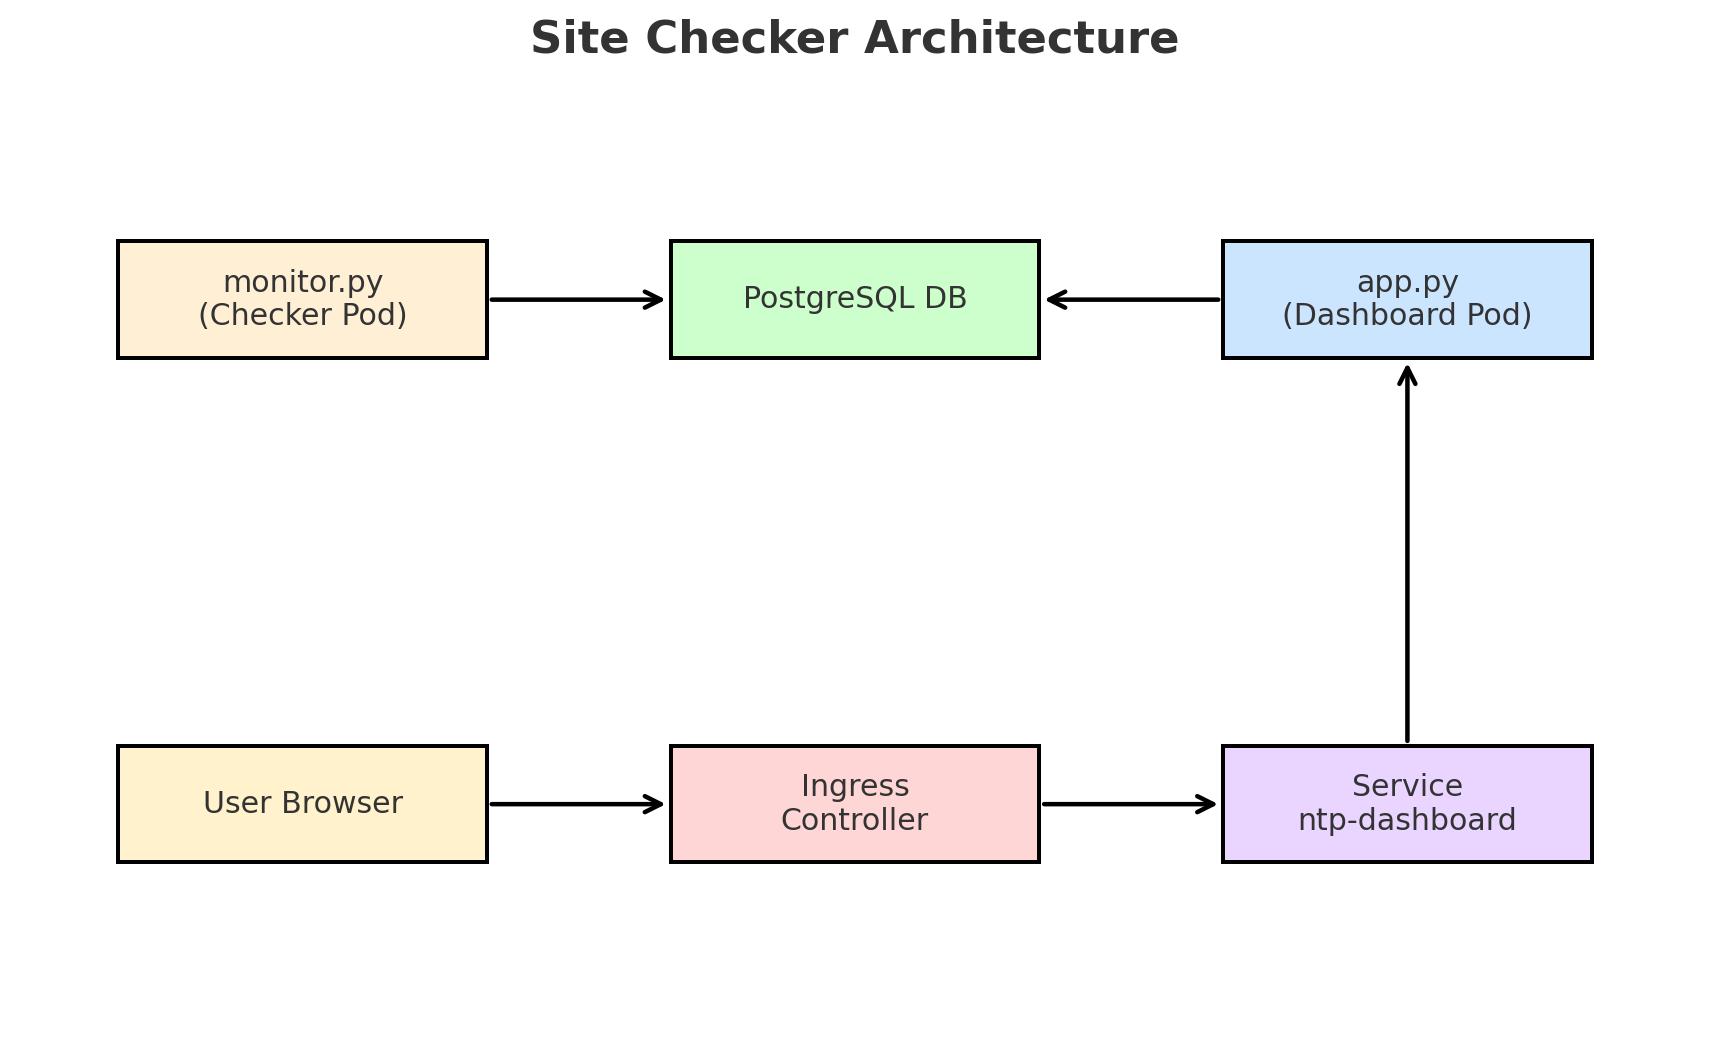 Site Checker Architecture
monitor.py
(Checker Pod)
PostgreSQL DB
app.py
(Dashboard Pod)
User Browser
Ingress
Controller
Service
ntp-dashboard